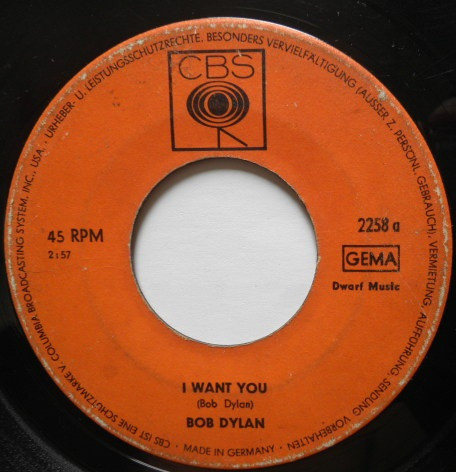 CBS
URHEBER- U. LEISTUNGSSCHUTZRECHTE, BESONDERS VERVIELFÄLTIGUNG (AUSSER Z. PERSÖNL. GEBRAUCH), VERMIETUNG, AUFFÜHRUNG, SENDUNG VORBEHALTEN
45 RPM
2:57
2258 a
GEMA
Dwarf Music
I WANT YOU
(Bob Dylan)
BOB DYLAN
CBS IST EINE SCHUTZMARKE V. COLUMBIA BROADCASTING SYSTEM, INC., USA
MADE IN GERMANY